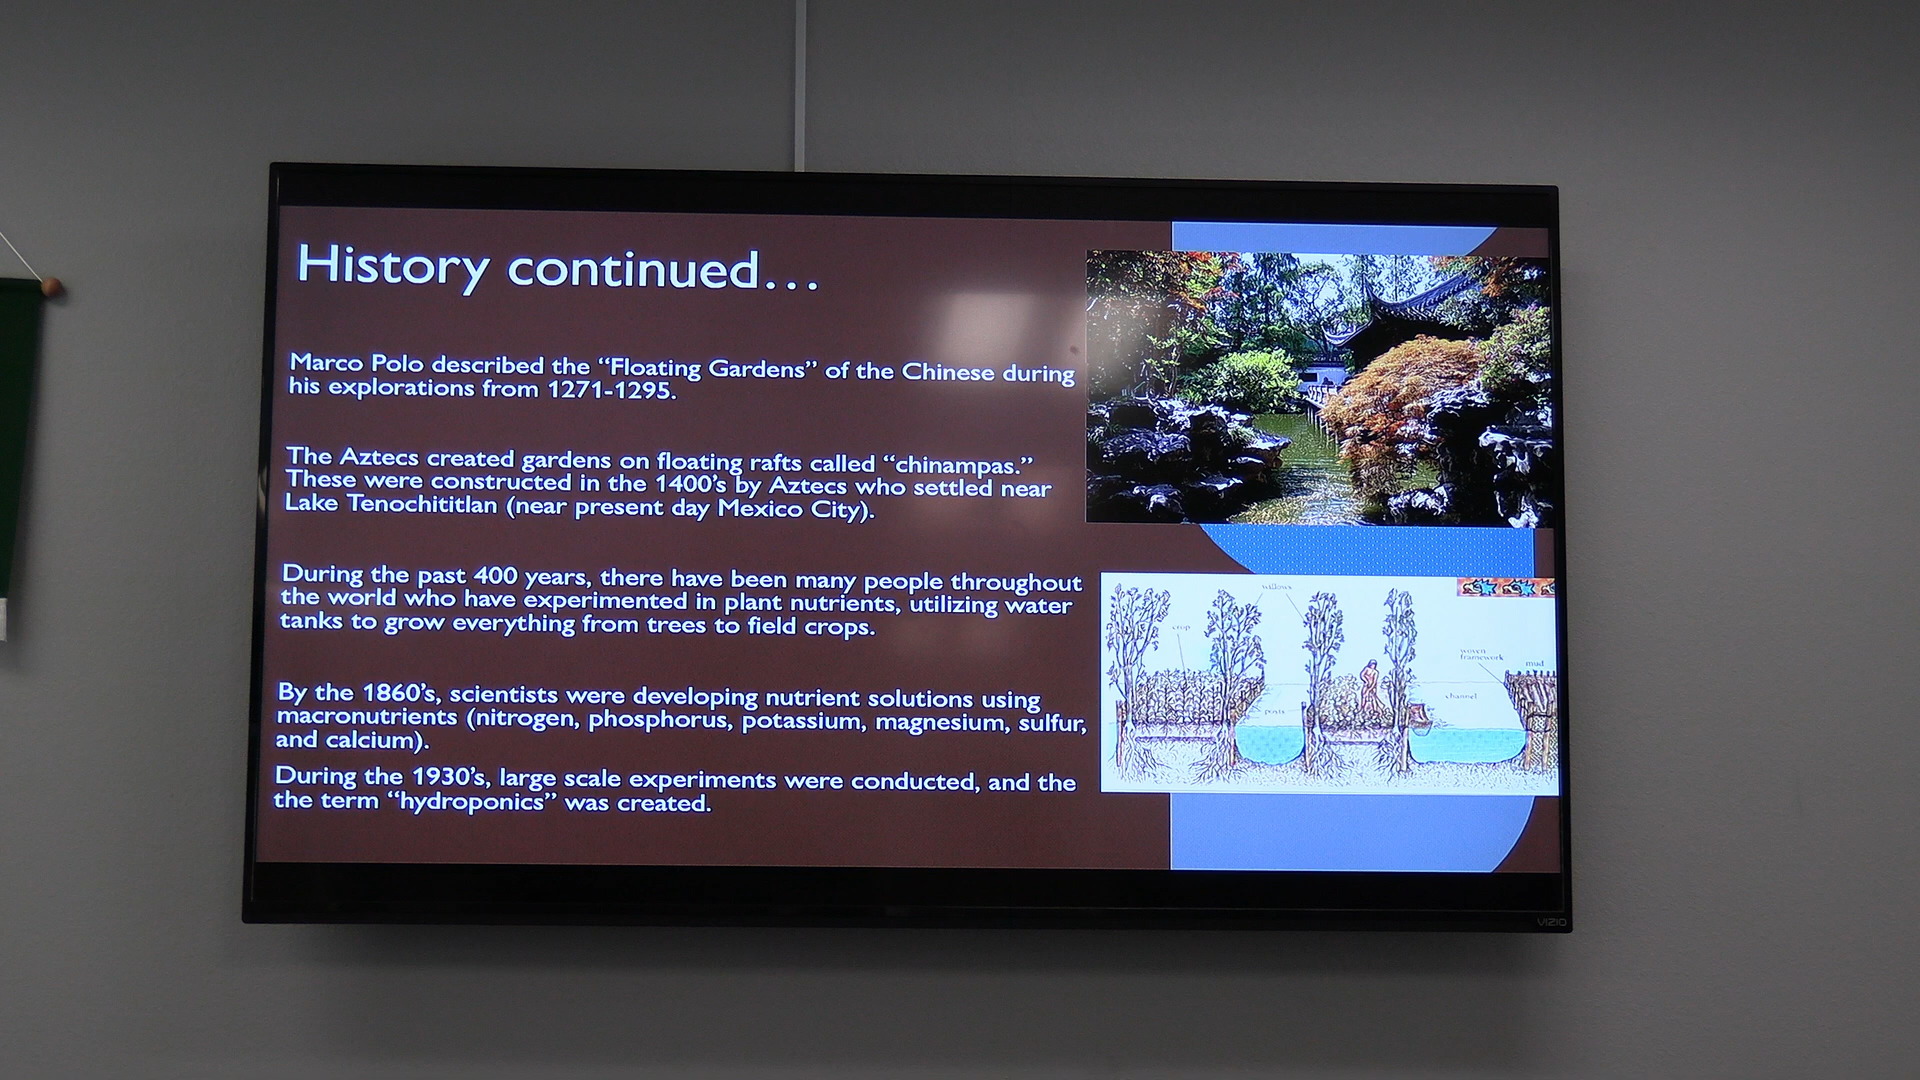 History continued...
Marco Polo described the “Floating Gardens” of the Chinese during
his explorations from 1271-1295.
The Aztecs created gardens on floating rafts called “chinampas.”
These were constructed in the 1400’s by Aztecs who settled near
Lake Tenochititlan (near present day Mexico City).
During the past 400 years, there have been many people throughout
the world who have experimented in plant nutrients, utilizing water
tanks to grow everything from trees to field crops.
By the 1860’s, scientists were developing nutrient solutions using
macronutrients (nitrogen, phosphorus, potassium, magnesium, sulfur,
and calcium).
During the 1930’s, large scale experiments were conducted, and the
the term “hydroponics” was created.
willows
crop
woven
framework
mud
channel
posts
VIZIO